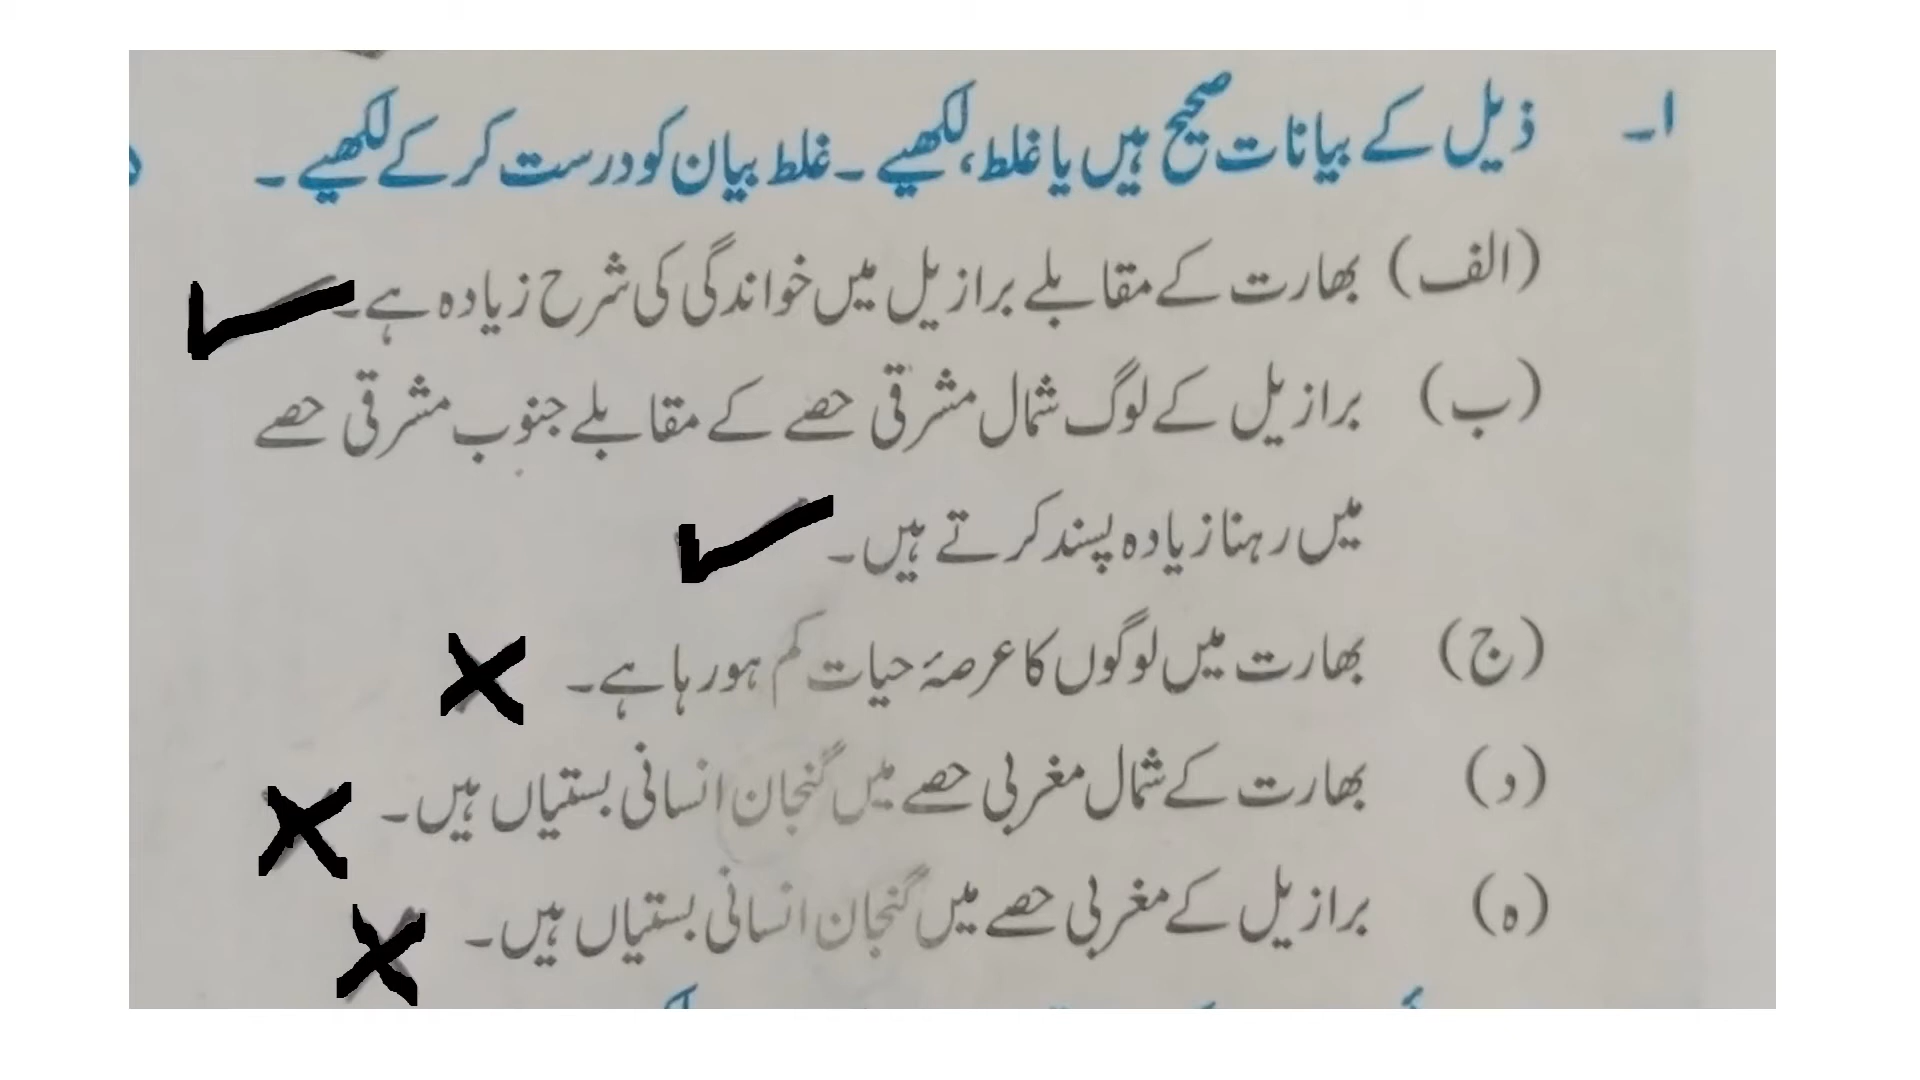 ۱۔ ذیل کے بیانات صحیح ہیں یا غلط، لکھیے۔ غلط بیان کو درست کر کے لکھیے۔
(الف) بھارت کے مقابلے برازیل میں خواندگی کی شرح زیادہ ہے۔
(ب) برازیل کے لوگ شمال مشرقی حصے کے مقابلے جنوب مشرقی حصے
میں رہنا زیادہ پسند کرتے ہیں۔
(ج) بھارت میں لوگوں کا عرصۂ حیات کم ہو رہا ہے۔
(د) بھارت کے شمال مغربی حصے میں گنجان انسانی بستیاں ہیں۔
(ہ) برازیل کے مغربی حصے میں گنجان انسانی بستیاں ہیں۔